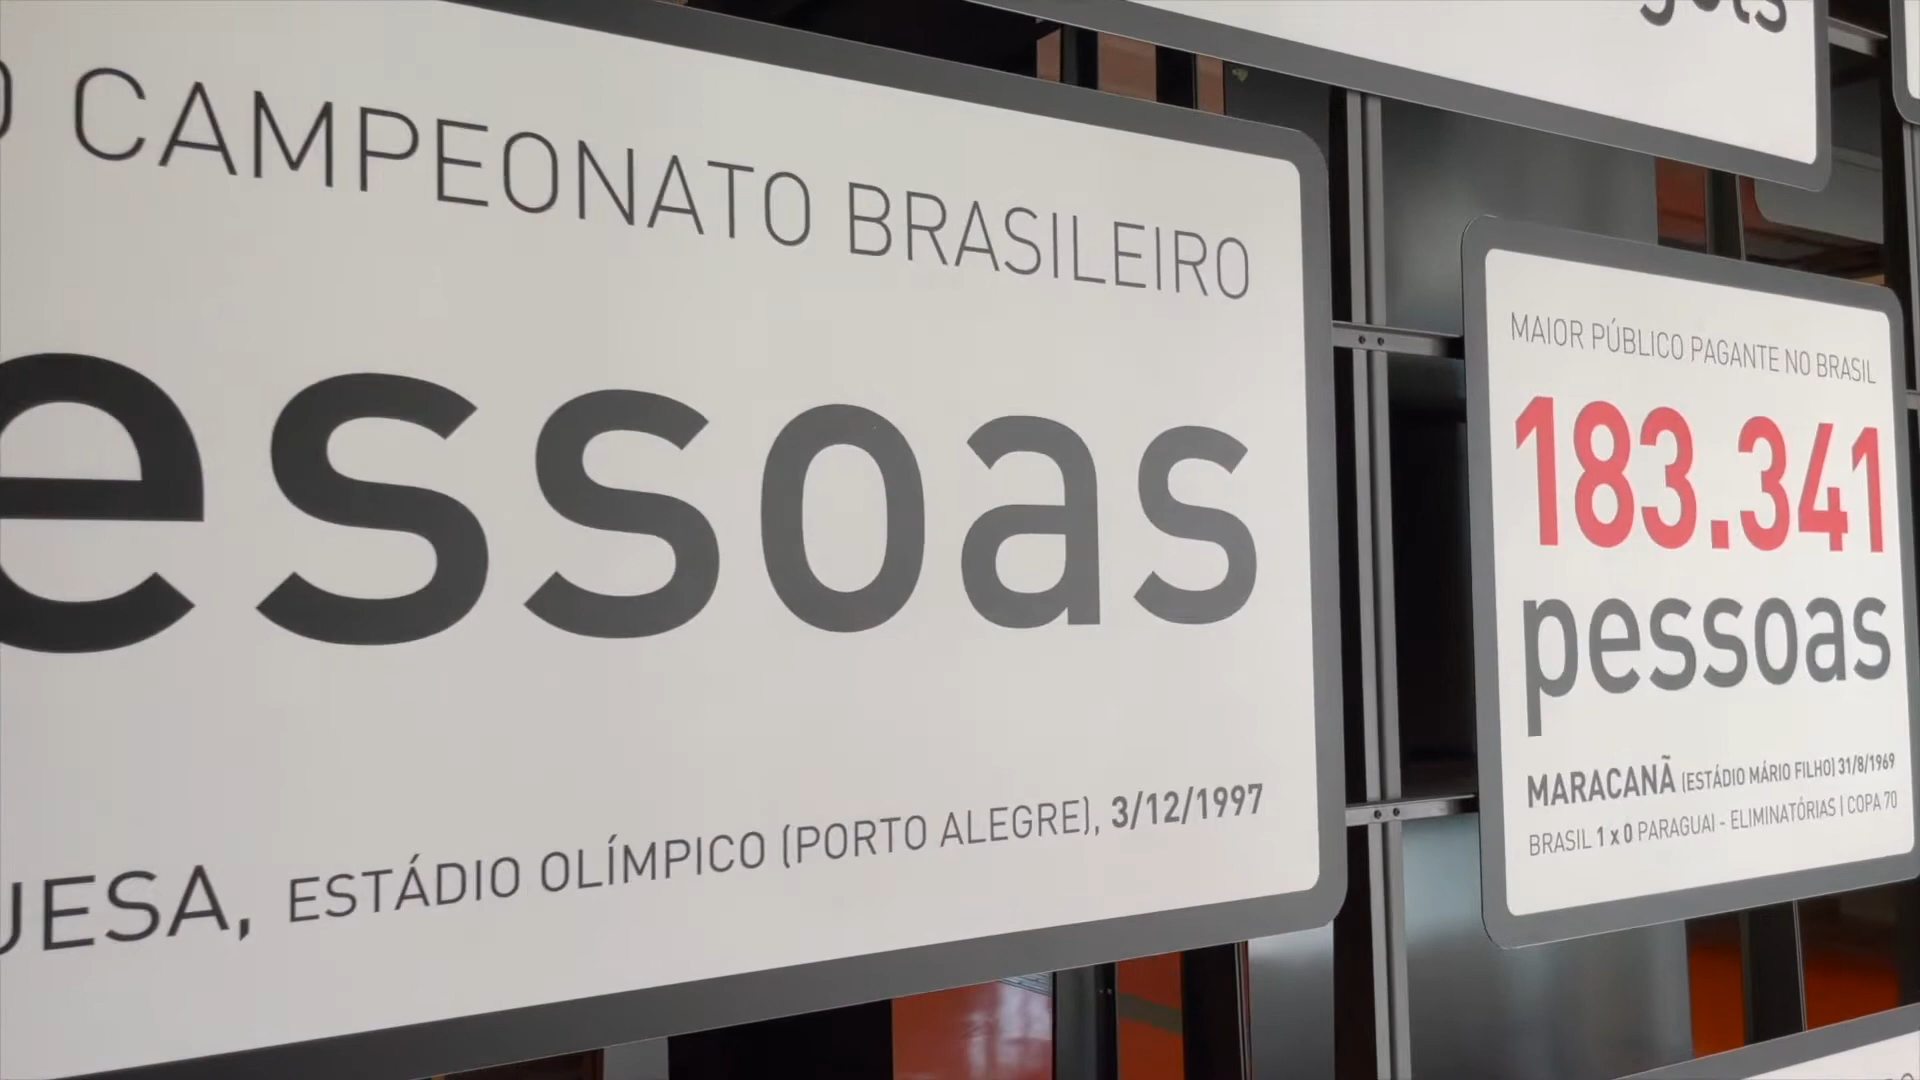 gols
CAMPEONATO BRASILEIRO
essoas
UESA, ESTÁDIO OLÍMPICO (PORTO ALEGRE), 3/12/1997
MAIOR PÚBLICO PAGANTE NO BRASIL
183.341
pessoas
MARACANÃ (ESTÁDIO MÁRIO FILHO) 31/8/1969
BRASIL 1 x 0 PARAGUAI - ELIMINATÓRIAS | COPA 70